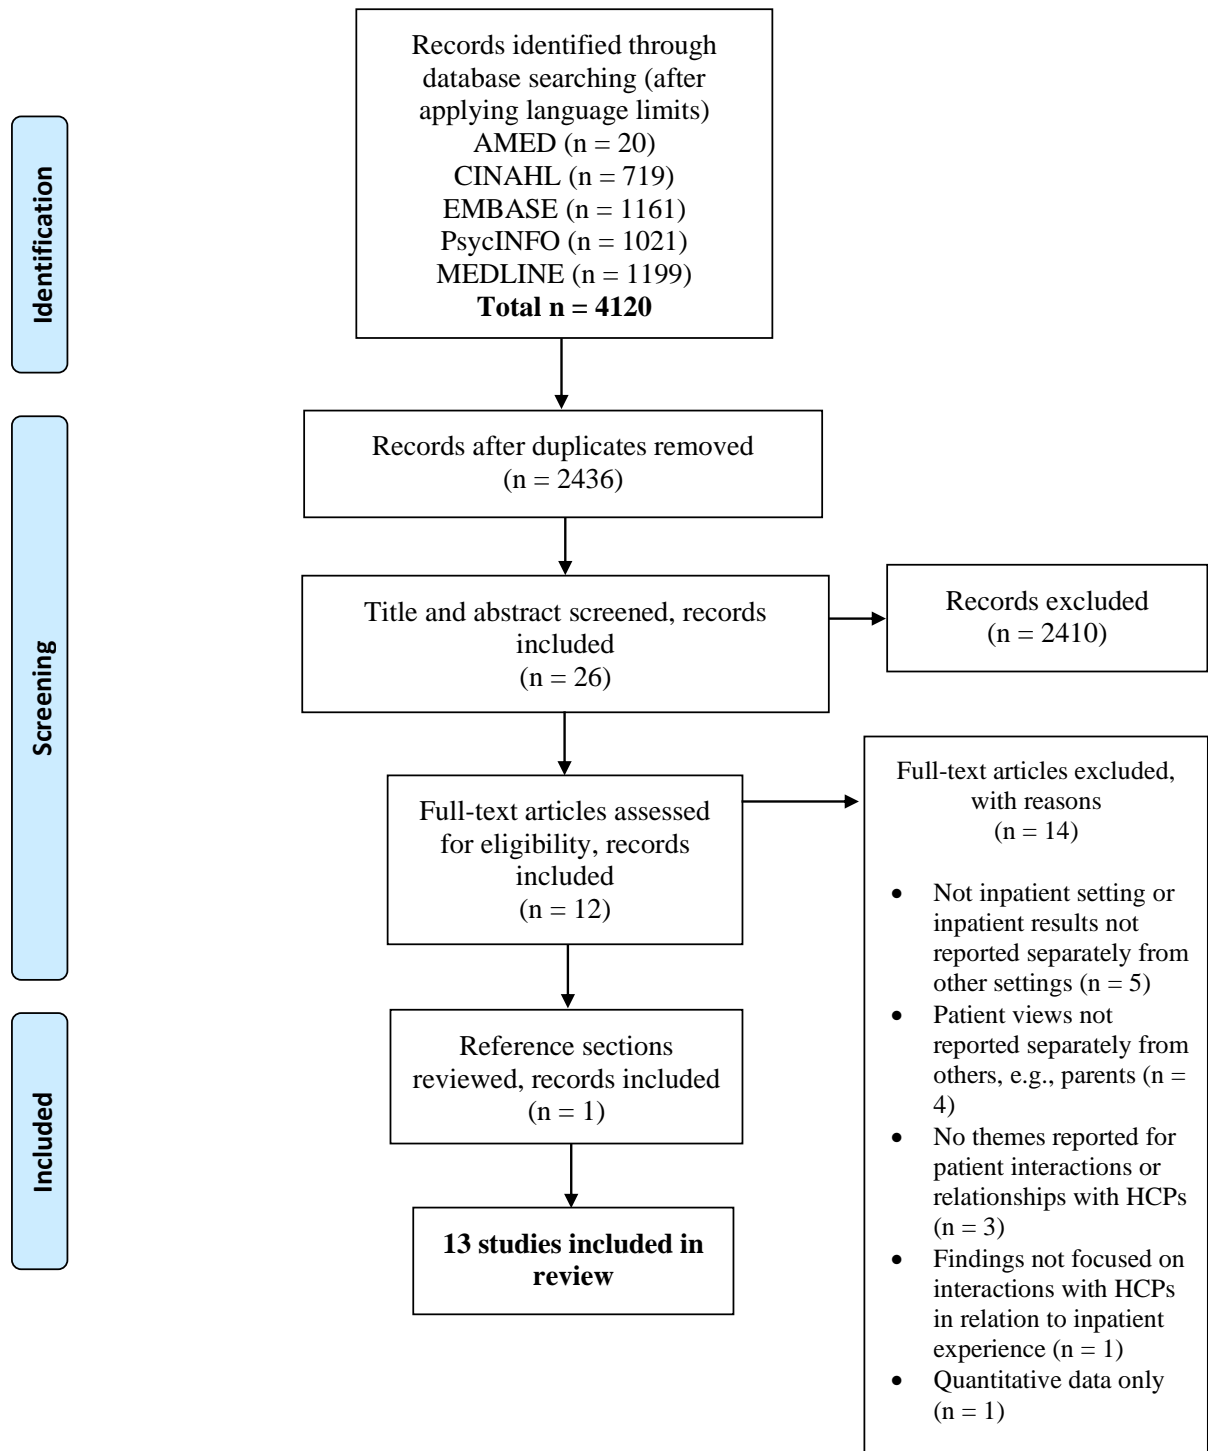 Identification
Records identified through
database searching (after
applying language limits)
AMED (n = 20)
CINAHL (n = 719)
EMBASE (n = 1161)
PsycINFO (n = 1021)
MEDLINE (n = 1199)
Total n = 4120
Screening
Records after duplicates removed
(n = 2436)
Title and abstract screened, records
included
(n = 26)
Records excluded
(n = 2410)
Full-text articles assessed
for eligibility, records
included
(n = 12)
Full-text articles excluded,
with reasons
(n = 14)
• Not inpatient setting or
inpatient results not
reported separately from
other settings (n = 5)
• Patient views not
reported separately from
others, e.g., parents (n =
4)
• No themes reported for
patient interactions or
relationships with HCPs
(n = 3)
• Findings not focused on
interactions with HCPs
in relation to inpatient
experience (n = 1)
• Quantitative data only
(n = 1)
Included
Reference sections
reviewed, records included
(n = 1)
13 studies included in
review